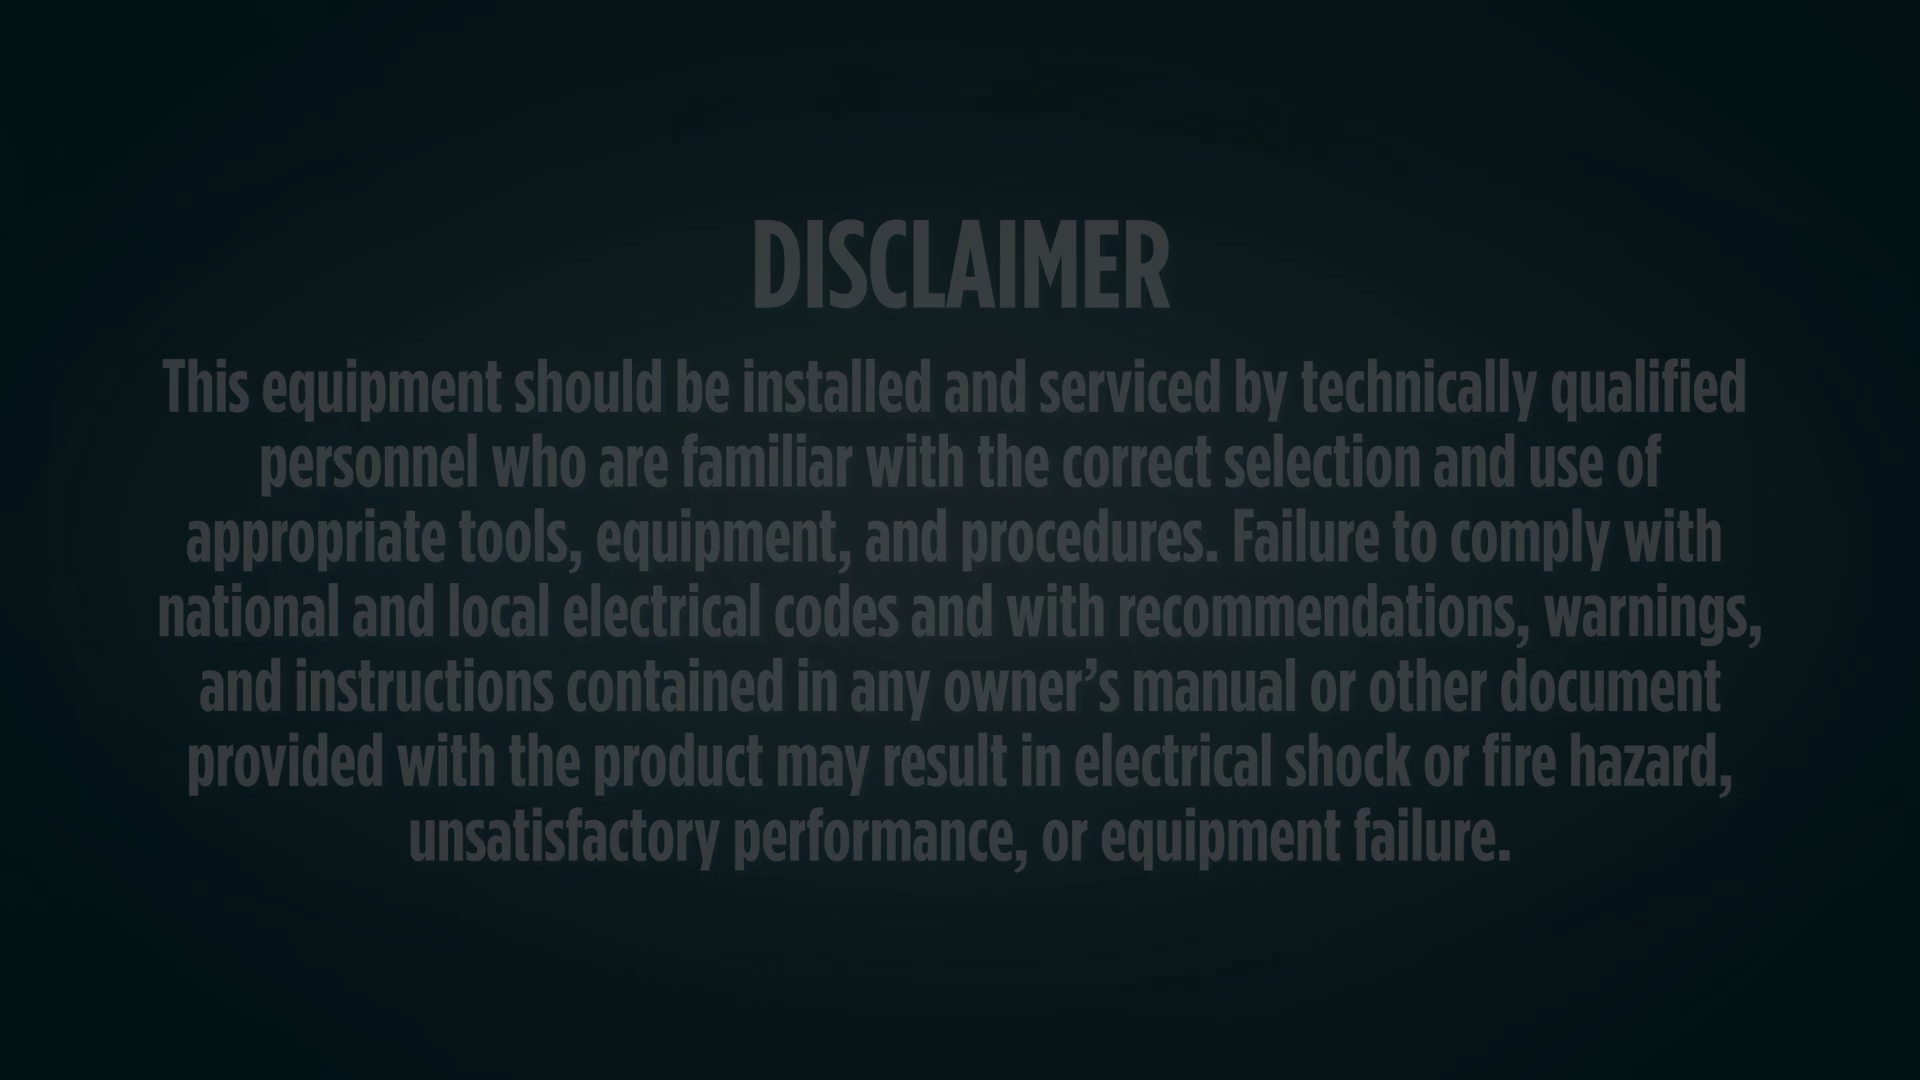 DISCLAIMER
This equipment should be installed and serviced by technically qualified
personnel who are familiar with the correct selection and use of
appropriate tools, equipment, and procedures. Failure to comply with
national and local electrical codes and with recommendations, warnings,
and instructions contained in any owner’s manual or other document
provided with the product may result in electrical shock or fire hazard,
unsatisfactory performance, or equipment failure.